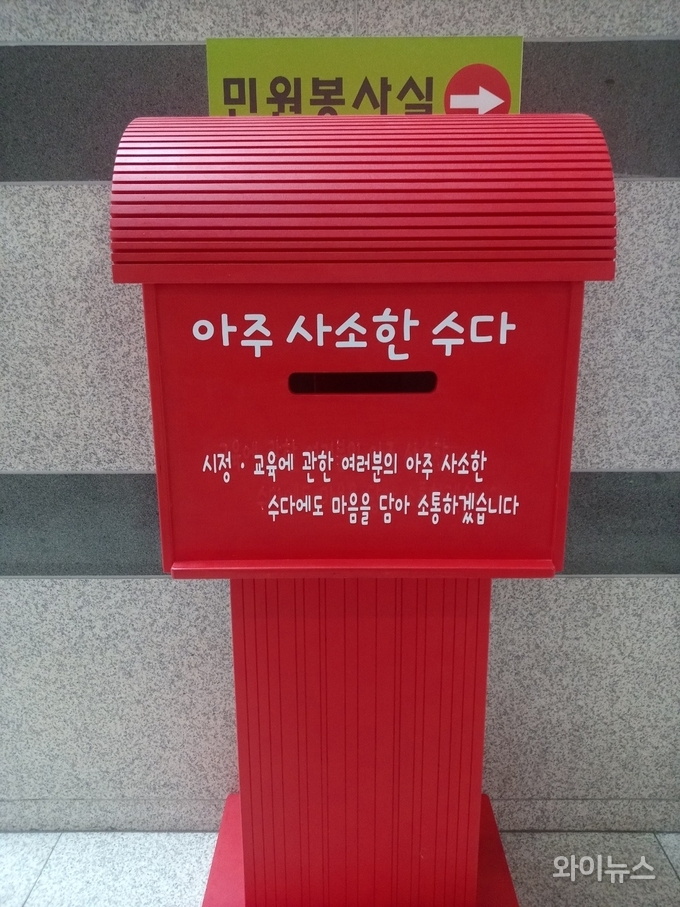 민원봉사실
아주 사소한 수다
시정·교육에 관한 여러분의 아주 사소한
수다에도 마음을 담아 소통하겠습니다
와이뉴스